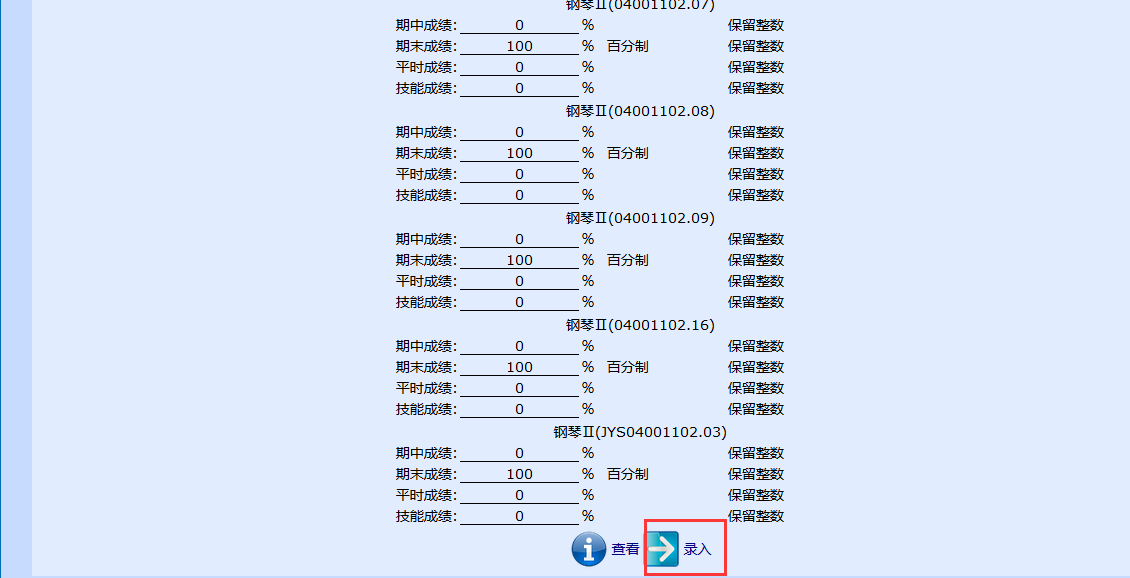 钢琴Ⅱ(04001102.07)
期中成绩: 0 % 保留整数
期末成绩: 100 % 百分制 保留整数
平时成绩: 0 % 保留整数
技能成绩: 0 % 保留整数
钢琴Ⅱ(04001102.08)
期中成绩: 0 % 保留整数
期末成绩: 100 % 百分制 保留整数
平时成绩: 0 % 保留整数
技能成绩: 0 % 保留整数
钢琴Ⅱ(04001102.09)
期中成绩: 0 % 保留整数
期末成绩: 100 % 百分制 保留整数
平时成绩: 0 % 保留整数
技能成绩: 0 % 保留整数
钢琴Ⅱ(04001102.16)
期中成绩: 0 % 保留整数
期末成绩: 100 % 百分制 保留整数
平时成绩: 0 % 保留整数
技能成绩: 0 % 保留整数
钢琴Ⅱ(JYS04001102.03)
期中成绩: 0 % 保留整数
期末成绩: 100 % 百分制 保留整数
平时成绩: 0 % 保留整数
技能成绩: 0 % 保留整数
查看 录入